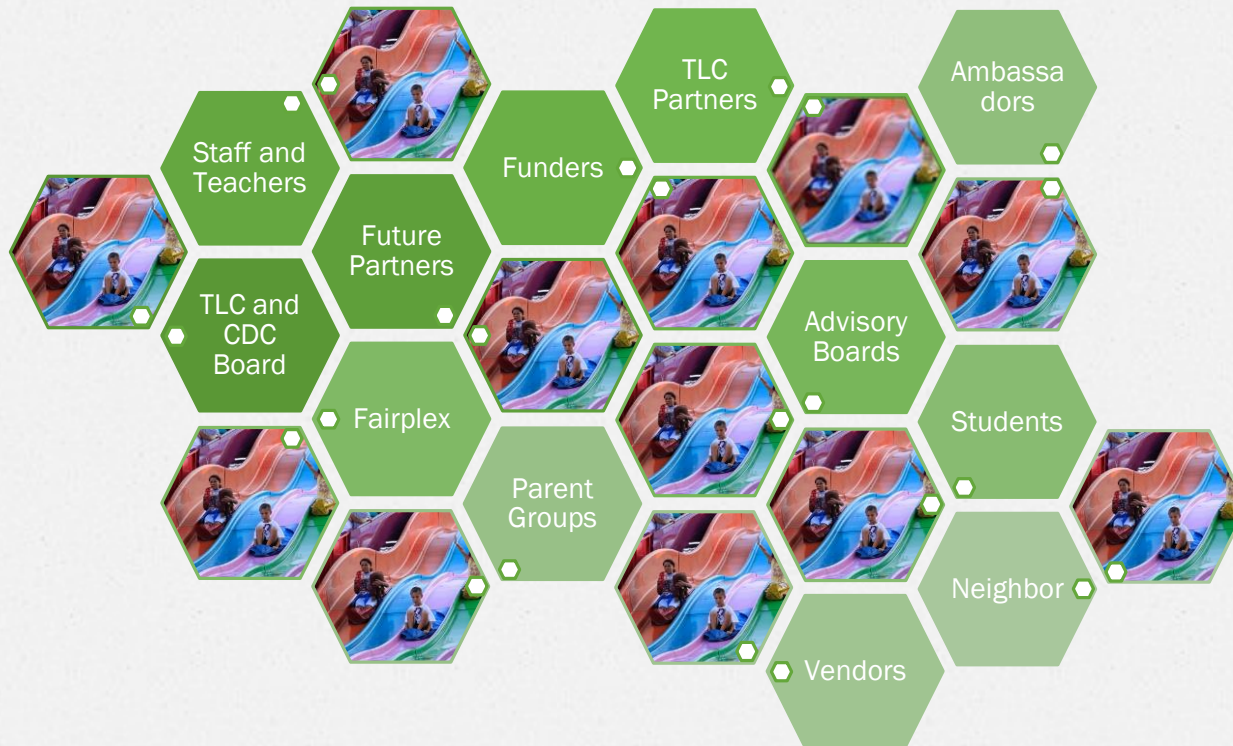 TLC
Partners
Ambassa
dors
Staff and
Teachers
Funders
Future
Partners
TLC and
CDC
Board
Advisory
Boards
Fairplex
Students
Parent
Groups
Neighbor
Vendors